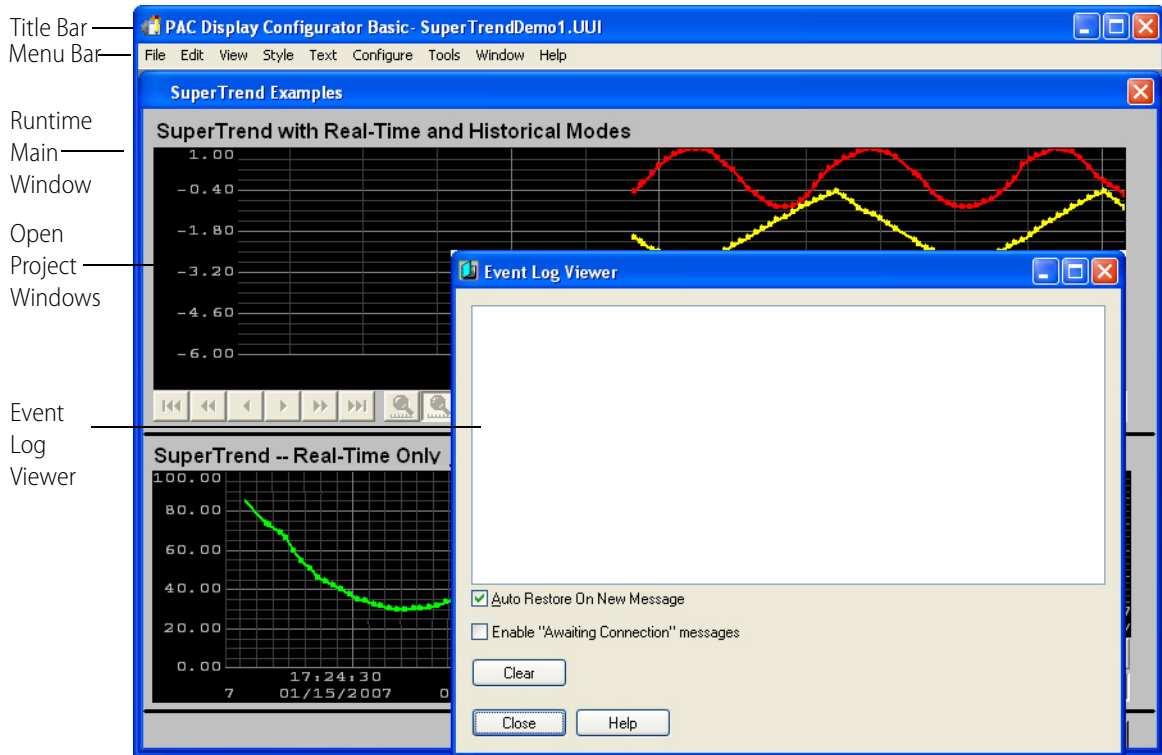 Title Bar
PAC Display Configurator Basic- SuperTrendDemo1.UUI
Menu Bar
File Edit View Style Text Configure Tools Window Help
SuperTrend Examples
Runtime
Main
Window
SuperTrend with Real-Time and Historical Modes
1.00
-0.40
-1.80
-3.20
-4.60
-6.00
Open
Project
Windows
Event Log Viewer
Event
Log
Viewer
SuperTrend -- Real-Time Only
100.00
80.00
60.00
40.00
20.00
0.00
17:24:30
7 01/15/2007 0
Auto Restore On New Message
Enable "Awaiting Connection" messages
Clear
Close Help